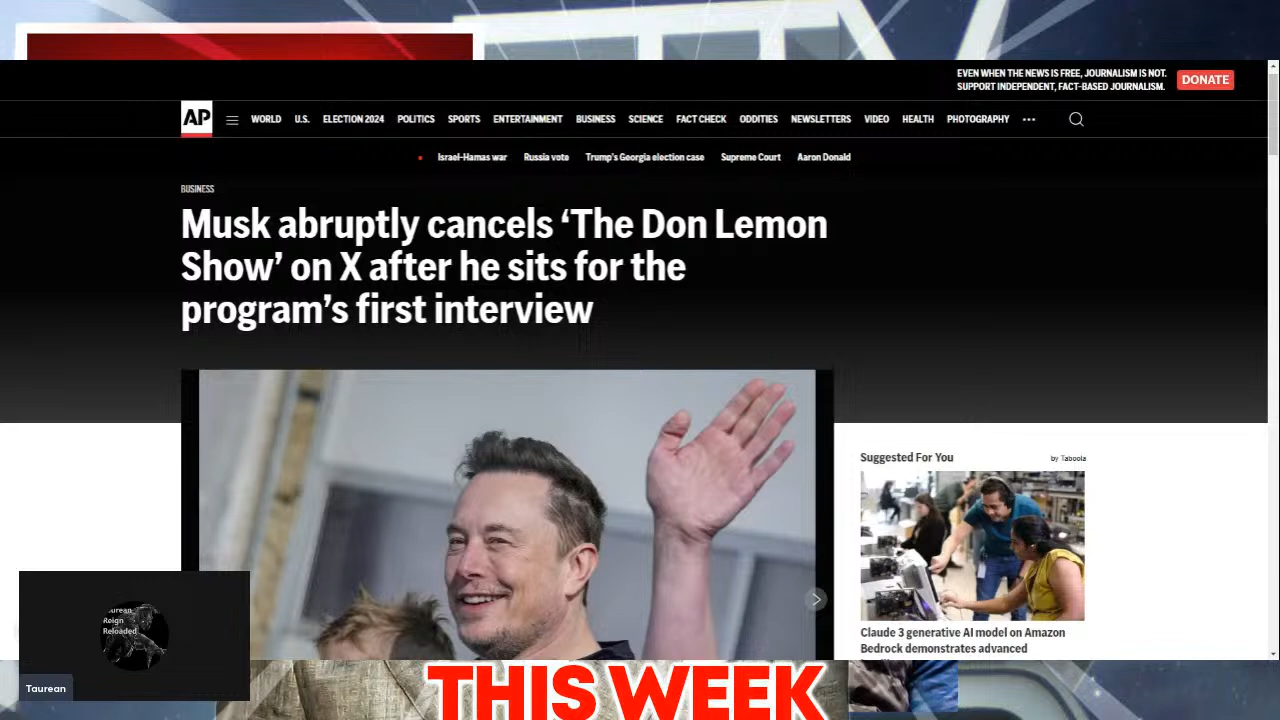 EVEN WHEN THE NEWS IS FREE, JOURNALISM IS NOT.
SUPPORT INDEPENDENT, FACT-BASED JOURNALISM.
DONATE
AP
WORLD U.S. ELECTION 2024 POLITICS SPORTS ENTERTAINMENT BUSINESS SCIENCE FACT CHECK ODDITIES NEWSLETTERS VIDEO HEALTH PHOTOGRAPHY
Israel-Hamas war Russia vote Trump's Georgia election case Supreme Court Aaron Donald
BUSINESS
Musk abruptly cancels ‘The Don Lemon
Show’ on X after he sits for the
program’s first interview
Suggested For You
by Taboola
Claude 3 generative AI model on Amazon
Bedrock demonstrates advanced
Reign
Reloaded
Taurean
THIS WEEK